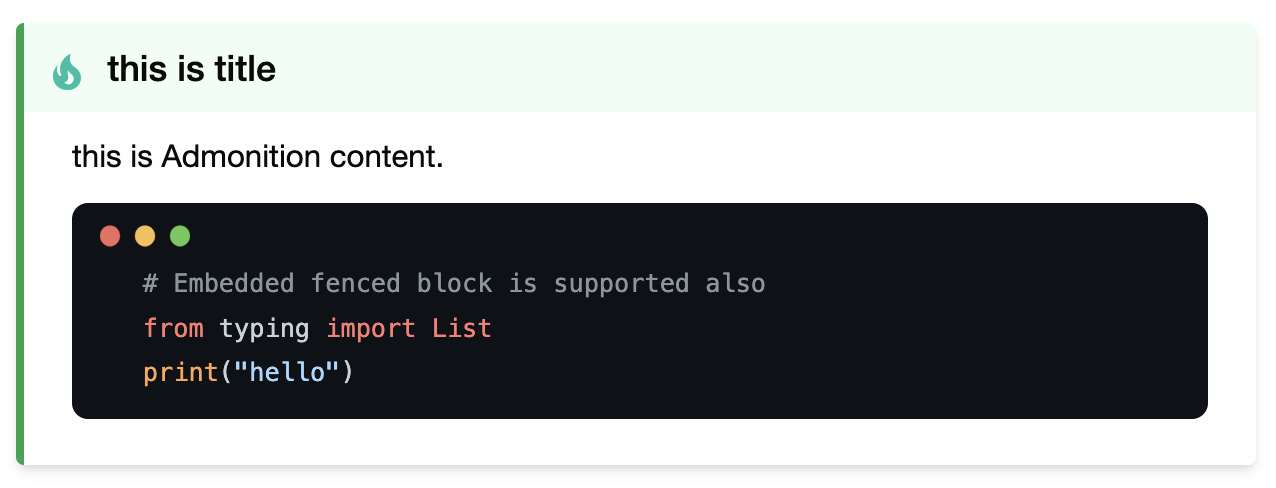 this is title
this is Admonition content.
# Embedded fenced block is supported also
from typing import List
print("hello")